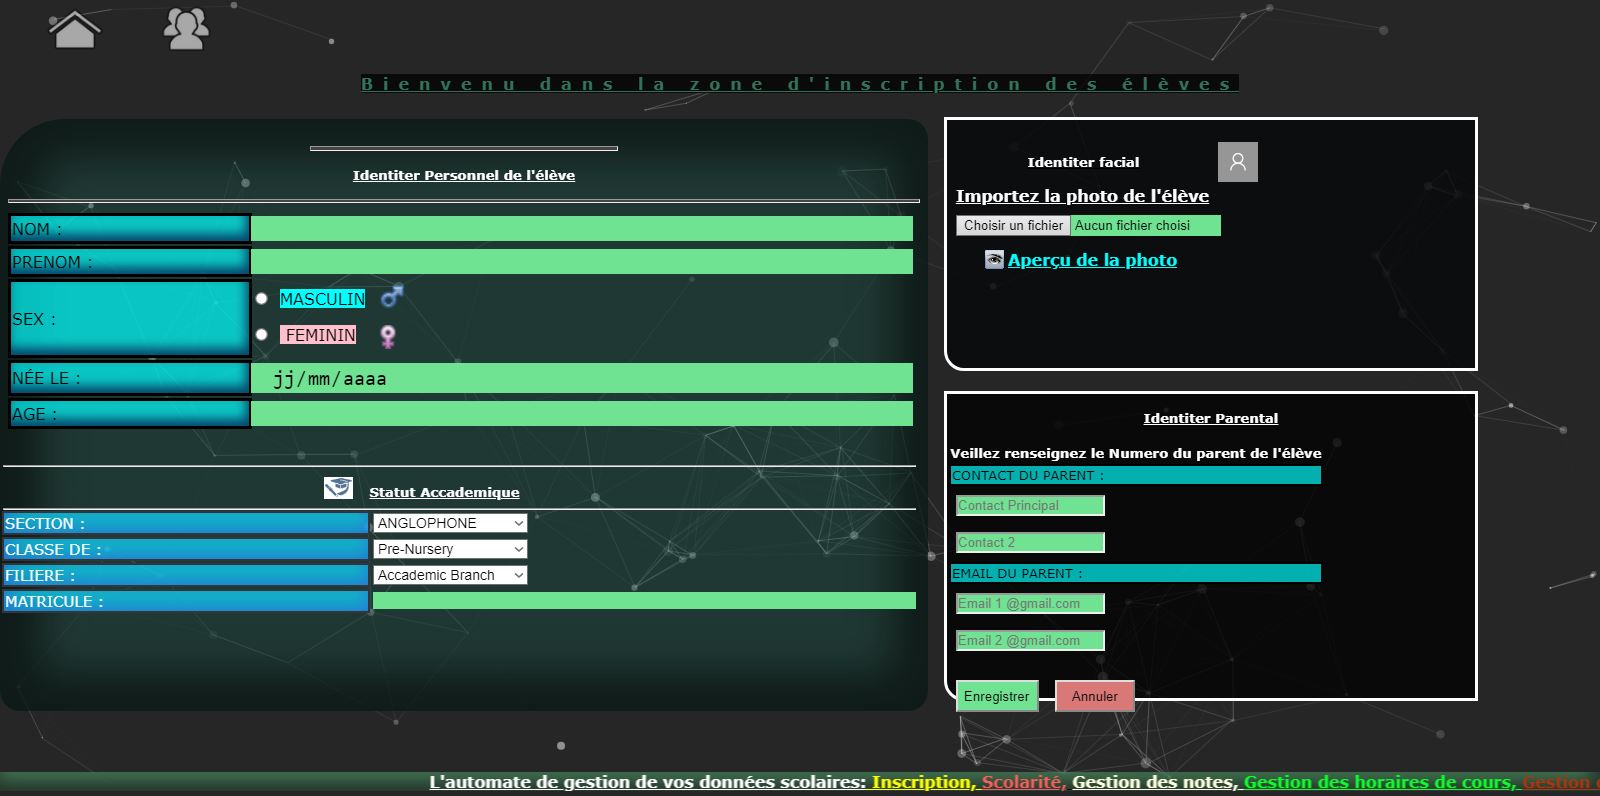 Bienvenu dans la zone d'inscription des élèves
Identiter Personnel de l'élève
NOM :
PRENOM :
SEX :
MASCULIN
FEMININ
NÉE LE :
jj/mm/aaaa
AGE :
Statut Accademique
SECTION :
ANGLOPHONE
CLASSE DE :
Pre-Nursery
FILIERE :
Accademic Branch
MATRICULE :
Identiter facial
Importez la photo de l'élève
Choisir un fichier Aucun fichier choisi
Aperçu de la photo
Identiter Parental
Veillez renseignez le Numero du parent de l'élève
CONTACT DU PARENT :
Contact Principal
Contact 2
EMAIL DU PARENT :
Email 1 @gmail.com
Email 2 @gmail.com
Enregistrer
Annuler
L'automate de gestion de vos données scolaires: Inscription, Scolarité, Gestion des notes, Gestion des horaires de cours, Gestion